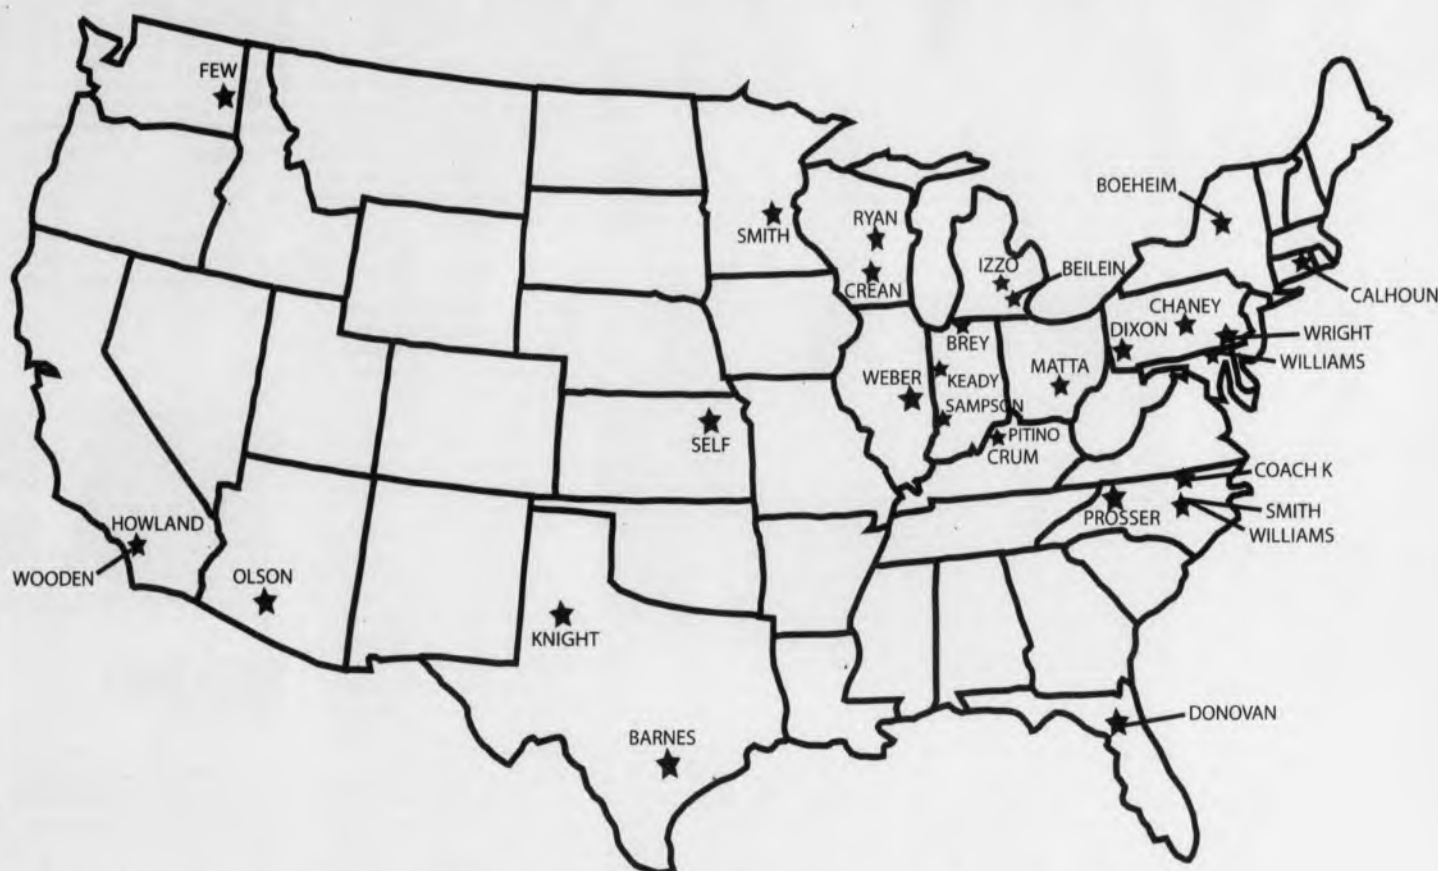 FEW
BOEHEIM
RYAN
SMITH
IZZO
BEILEIN
CREAN
CALHOUN
CHANEY
DIXON
BREY
WRIGHT
MATTA
WILLIAMS
WEBER
KEADY
SAMPSON
SELF
PITINO
CRUM
COACH K
PROSSER
SMITH
HOWLAND
WILLIAMS
WOODEN
OLSON
KNIGHT
DONOVAN
BARNES